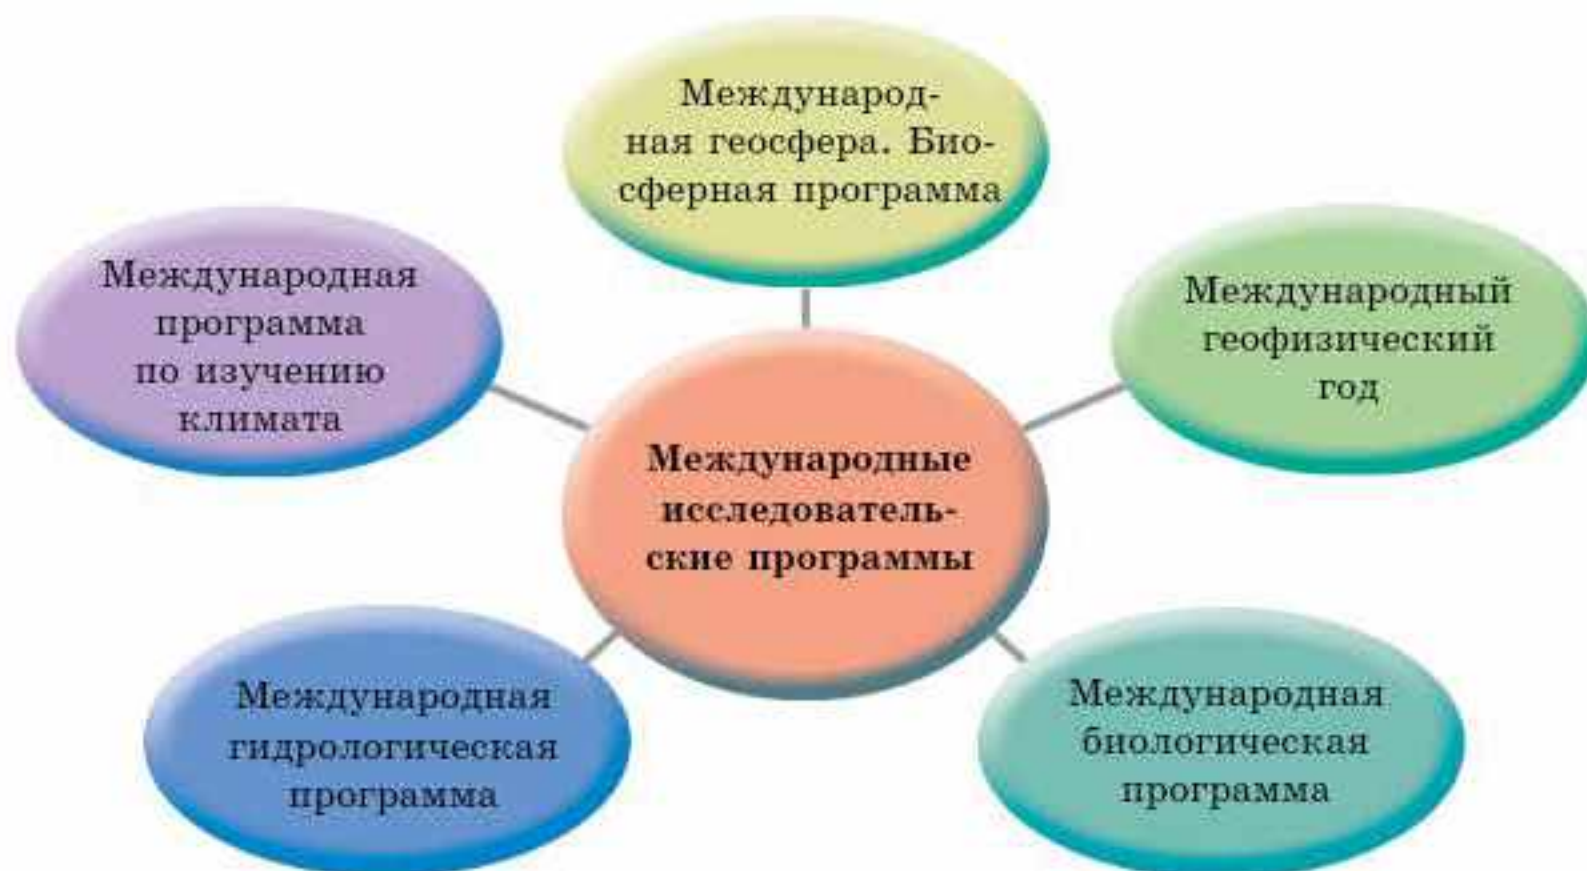 Международ-
ная геосфера. Био-
сферная программа
Международная
программа
по изучению
климата
Международный
геофизический
год
Международные
исследователь-
ские программы
Международная
гидрологическая
программа
Международная
биологическая
программа